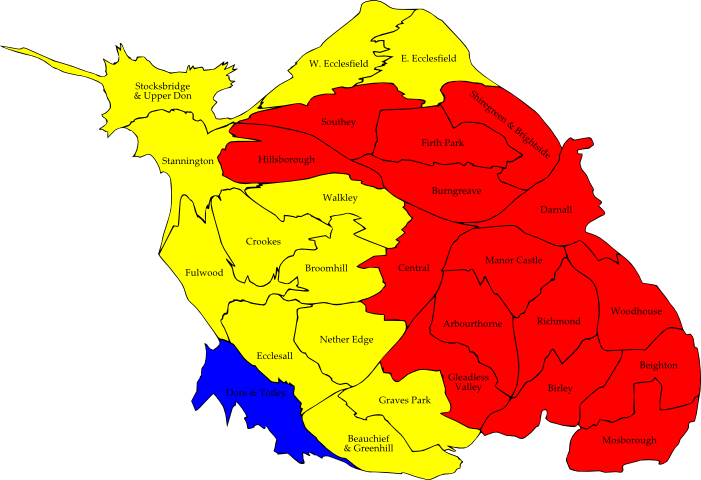 E. Ecclesfield
W. Ecclesfield
Stocksbridge
& Upper Don
Southey
Shiregreen & Brightside
Firth Park
Stannington
Hillsborough
Burngreave
Walkley
Darnall
Crookes
Manor Castle
Broomhill
Central
Fulwood
Woodhouse
Richmond
Arbourthorne
Nether Edge
Ecclesall
Beighton
Gleadless
Valley
Birley
Dore & Totley
Graves Park
Beauchief
& Greenhill
Mosborough